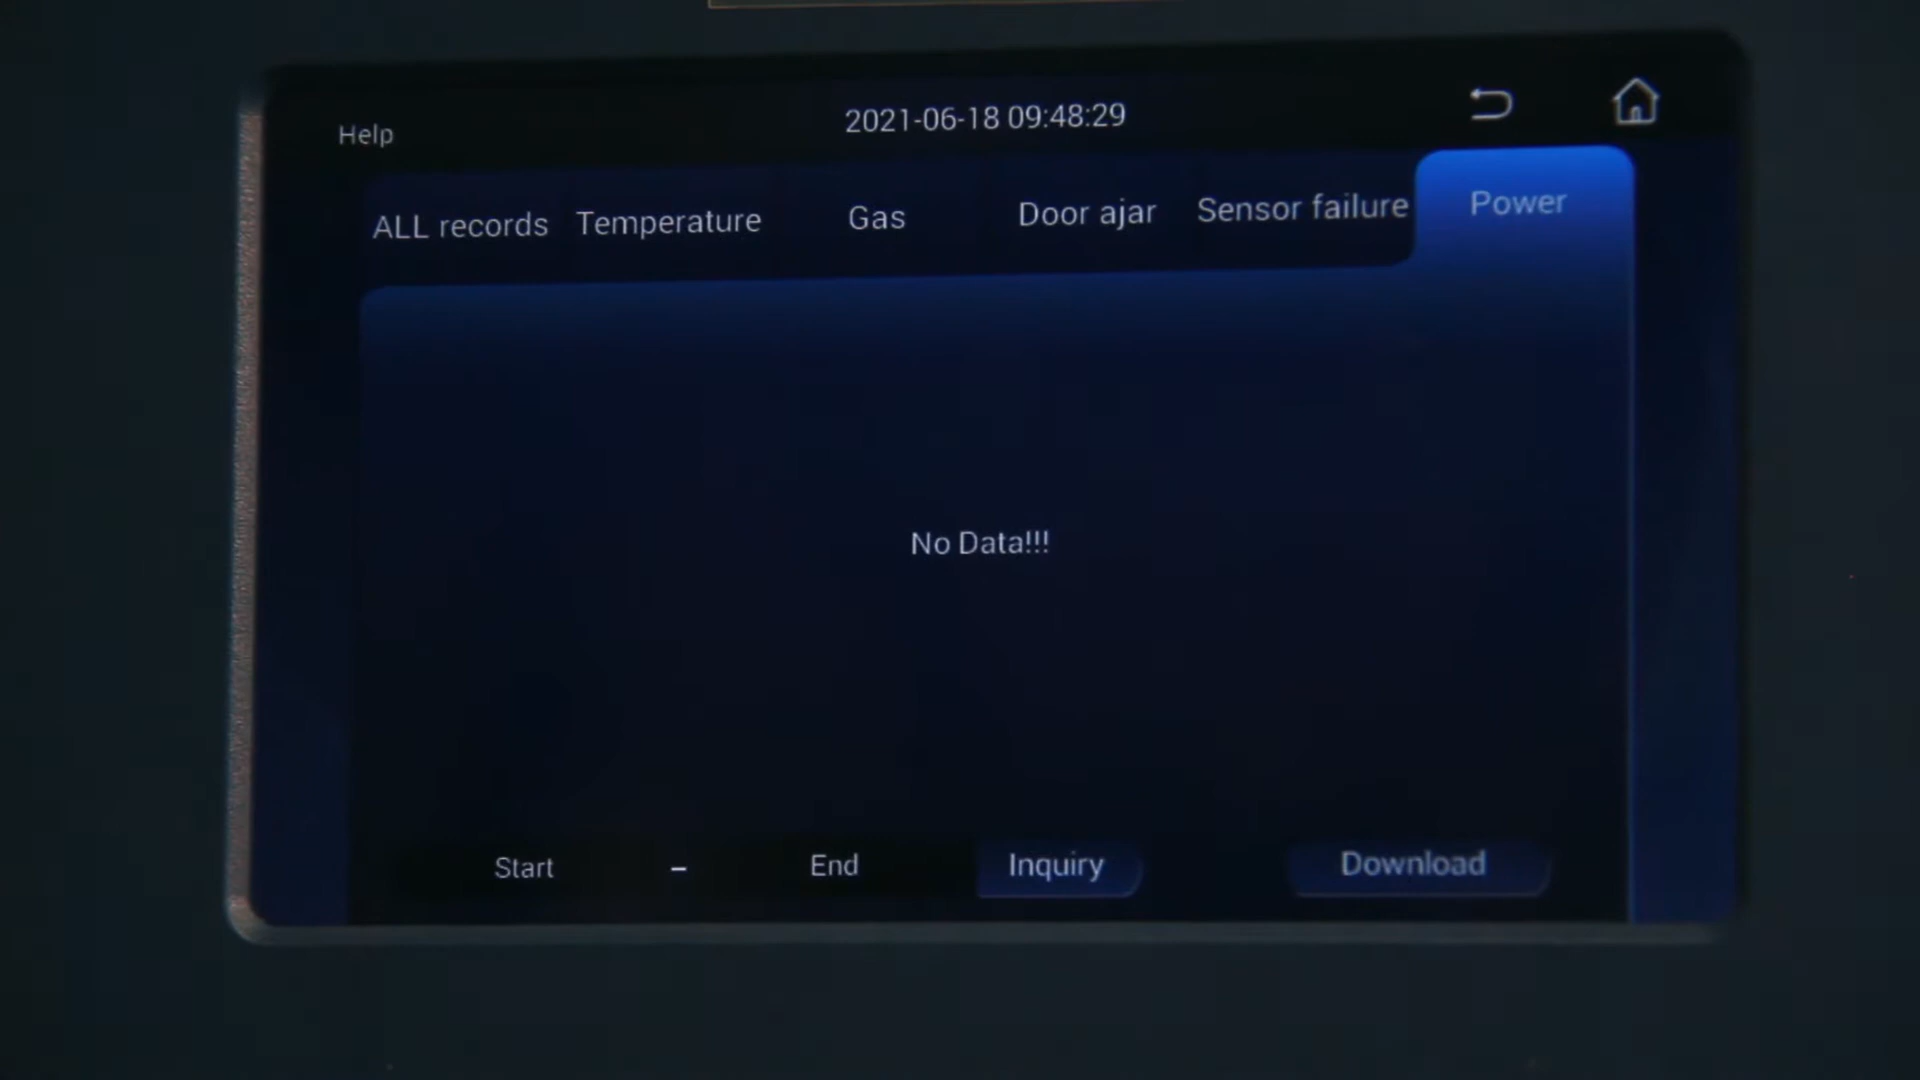 Help
2021-06-18 09:48:29
ALL records Temperature Gas Door ajar Sensor failure Power
No Data!!!
Start – End Inquiry Download